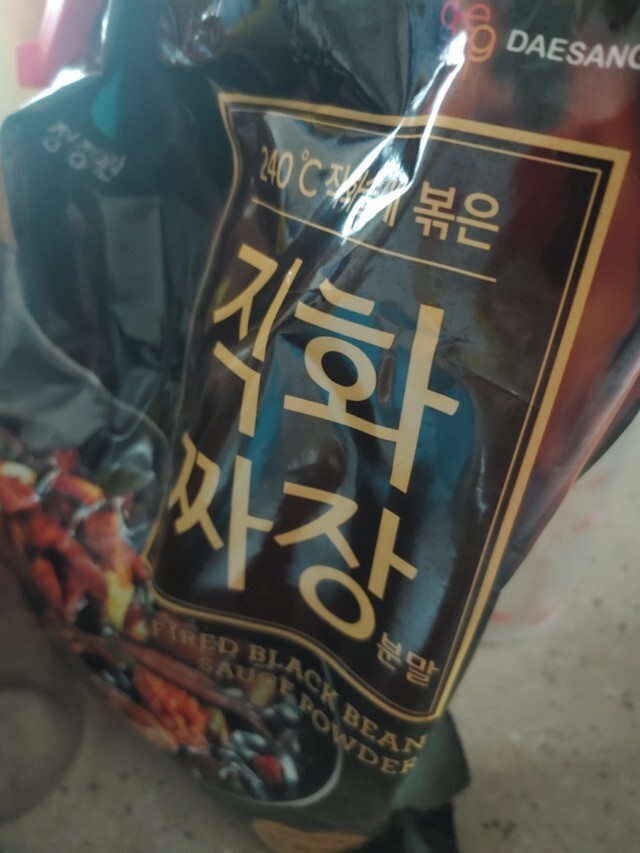 DAESANG
청정원
240 ℃ 직화솥에 볶은
직화
짜장
분말
FIRED BLACK BEAN
SAUCE POWDER